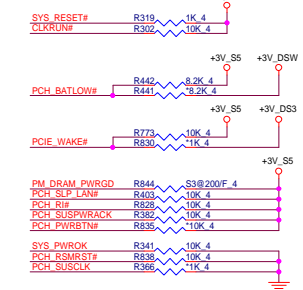 SYS_RESET# R319 1K_4
CLKRUN# R302 10K_4
+3V_S5 +3V_DSW
R442 8.2K_4
PCH_BATLOW# R441 *8.2K_4
+3V_S5 +3V_DS3
R773 10K_4
PCIE_WAKE# R830 *1K_4
+3V_S5
PM_DRAM_PWRGD R844 S3@200/F_4
PCH_SLP_LAN# R403 10K_4
PCH_RI# R828 10K_4
PCH_SUSPWRACK R382 10K_4
PCH_PWRBTN# R835 *10K_4
SYS_PWROK R341 10K_4
PCH_RSMRST# R838 10K_4
PCH_SUSCLK R366 *1K_4